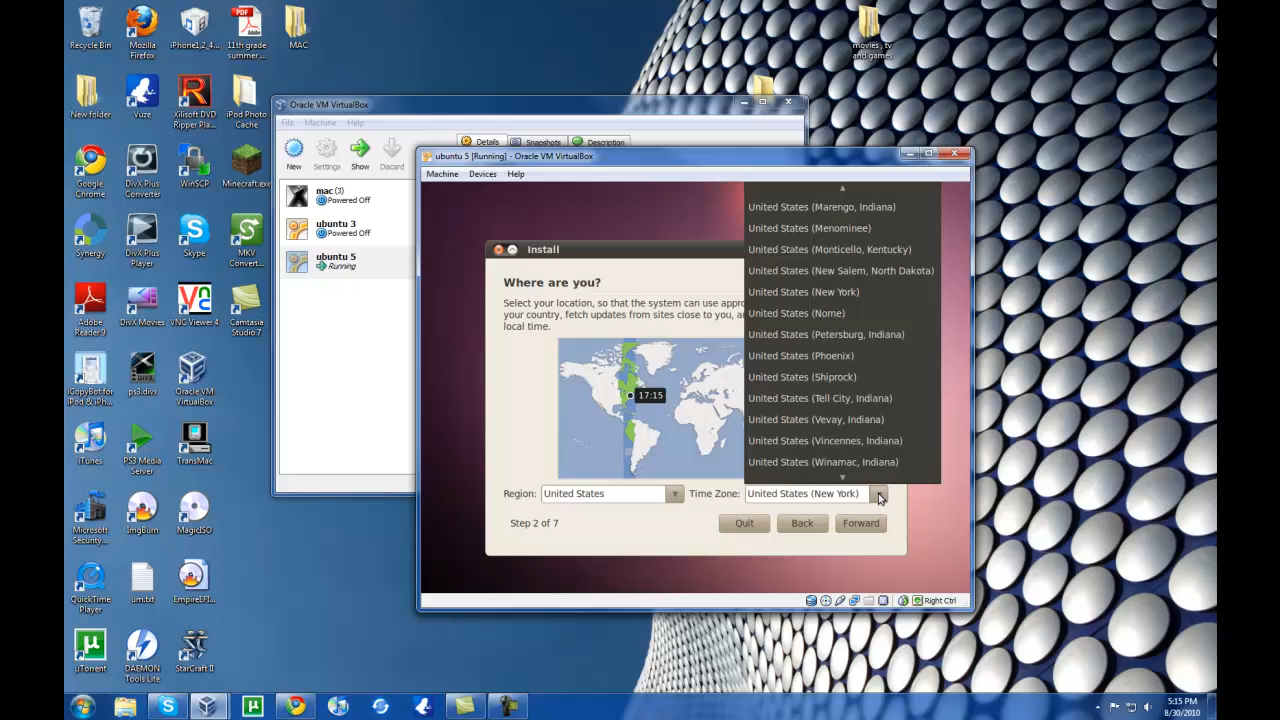 Recycle Bin
Mozilla
Firefox
iPhone1,2_4...
11th grade
summer ...
MAC
movies , tv
and games
New folder
Vuze
Xilisoft DVD
Ripper Pla...
iPod Photo
Cache
Google
Chrome
DivX Plus
Converter
WinSCP
Minecraft.exe
Synergy
DivX Plus
Player
Skype
MKV
Convert...
Adobe
Reader 9
DivX Movies
VNC Viewer 4
Camtasia
Studio 7
iCopyBot for
iPod & iPh...
ps3.divx
Oracle VM
VirtualBox
iTunes
PS3 Media
Server
TransMac
Microsoft
Security...
ImgBurn
MagicISO
QuickTime
Player
um.txt
EmpireEFI...
µTorrent
DAEMON
Tools Lite
StarCraft II
Oracle VM VirtualBox
File Machine Help
New Settings Show Discard
Details Snapshots Description
mac (3)
Powered Off
ubuntu 3
Powered Off
ubuntu 5
Running
ubuntu 5 [Running] - Oracle VM VirtualBox
Machine Devices Help
Install
Where are you?
Select your location, so that the system can use appr
your country, fetch updates from sites close to you, an
local time.
17:15
United States (Marengo, Indiana)
United States (Menominee)
United States (Monticello, Kentucky)
United States (New Salem, North Dakota)
United States (New York)
United States (Nome)
United States (Petersburg, Indiana)
United States (Phoenix)
United States (Shiprock)
United States (Tell City, Indiana)
United States (Vevay, Indiana)
United States (Vincennes, Indiana)
United States (Winamac, Indiana)
Region: United States Time Zone: United States (New York)
Step 2 of 7 Quit Back Forward
Right Ctrl
5:15 PM
8/30/2010